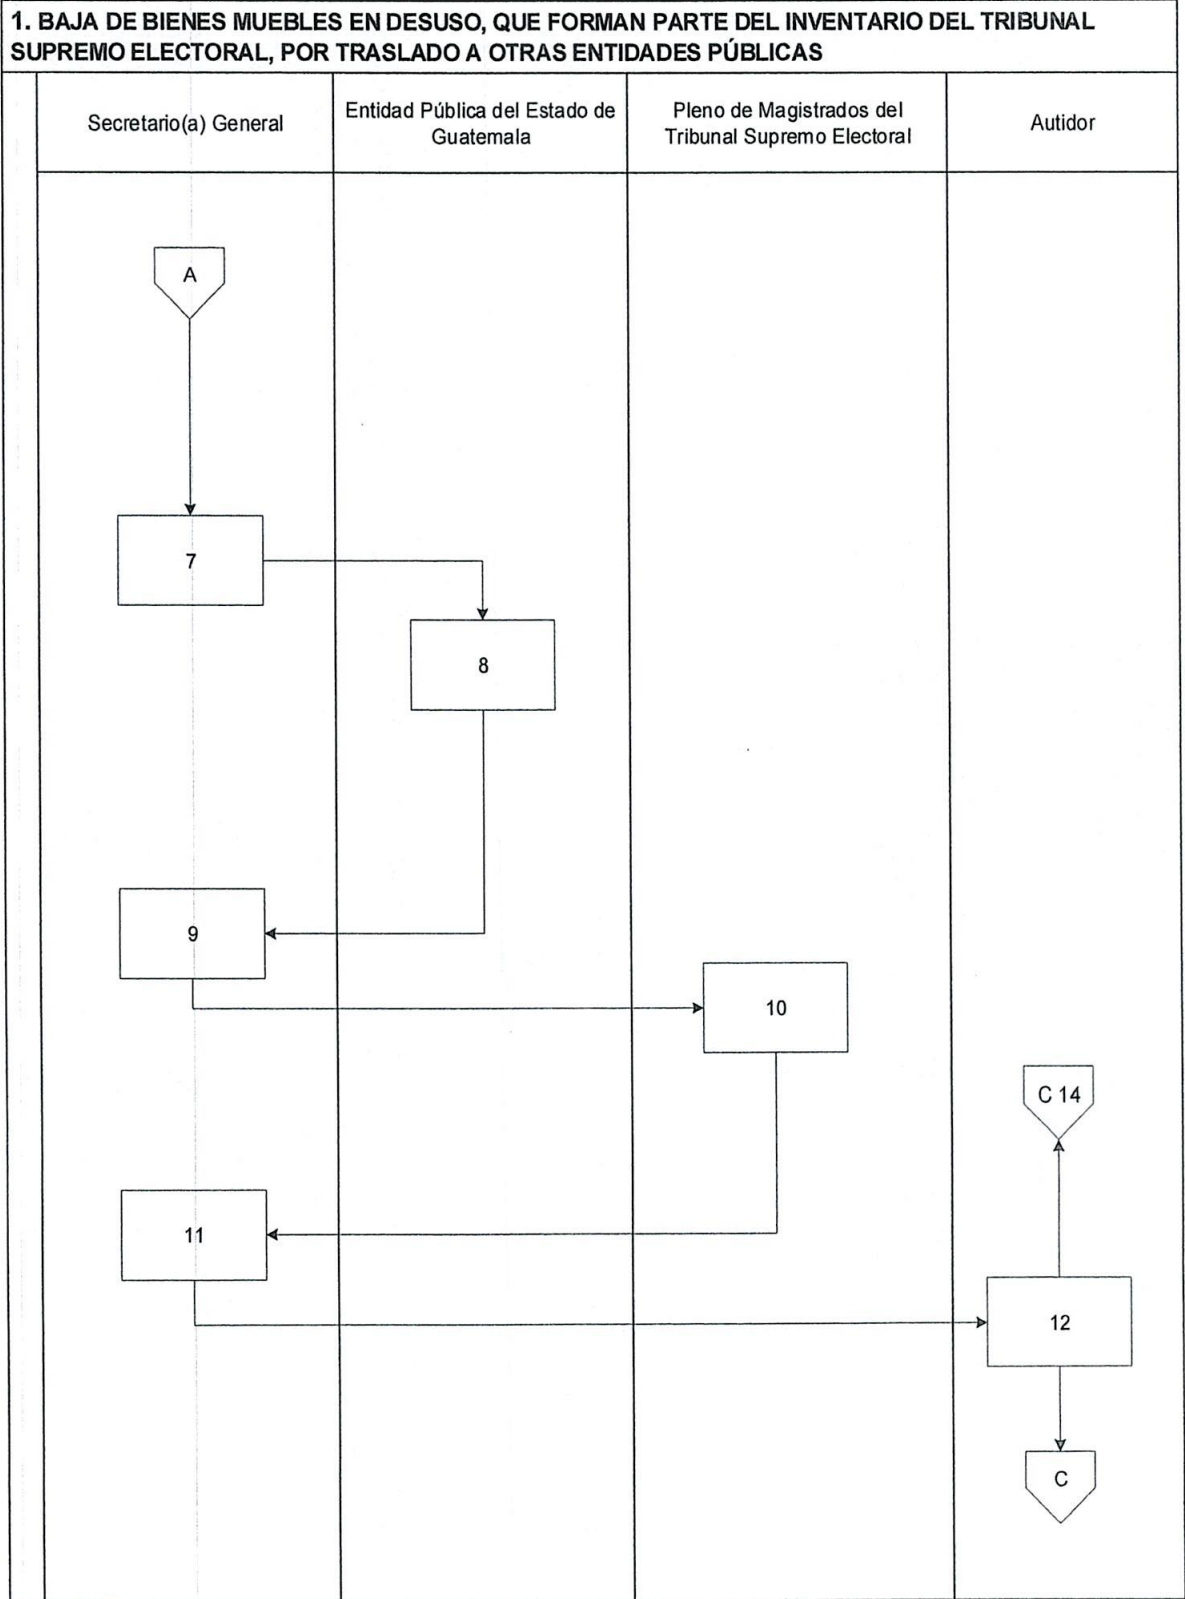 1. BAJA DE BIENES MUEBLES EN DESUSO, QUE FORMAN PARTE DEL INVENTARIO DEL TRIBUNAL
SUPREMO ELECTORAL, POR TRASLADO A OTRAS ENTIDADES PÚBLICAS
Secretario(a) General
Entidad Pública del Estado de
Guatemala
Pleno de Magistrados del
Tribunal Supremo Electoral
Autidor
A
7
8
9
10
C 14
11
12
C